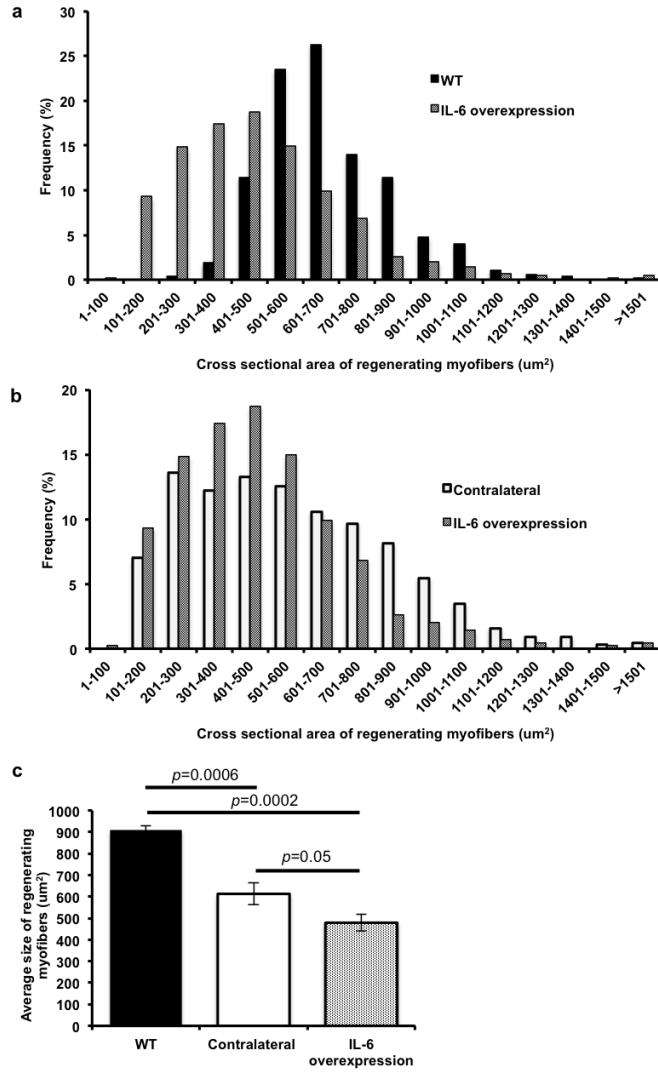 a
30
25
20
15
10
5
0
Frequency (%)
WT
IL-6 overexpression
1-100
101-200
201-300
301-400
401-500
501-600
601-700
701-800
801-900
901-1000
1001-1100
1101-1200
1201-1300
1301-1400
1401-1500
>1501
Cross sectional area of regenerating myofibers (um²)
b
20
15
10
5
0
Frequency (%)
Contralateral
IL-6 overexpression
1-100
101-200
201-300
301-400
401-500
501-600
601-700
701-800
801-900
901-1000
1001-1100
1101-1200
1201-1300
1301-1400
1401-1500
>1501
Cross sectional area of regenerating myofibers (um²)
c
p=0.0006
p=0.0002
p=0.05
1000
900
800
700
600
500
400
300
200
100
0
Average size of regenerating
myofibers (um²)
WT
Contralateral
IL-6
overexpression